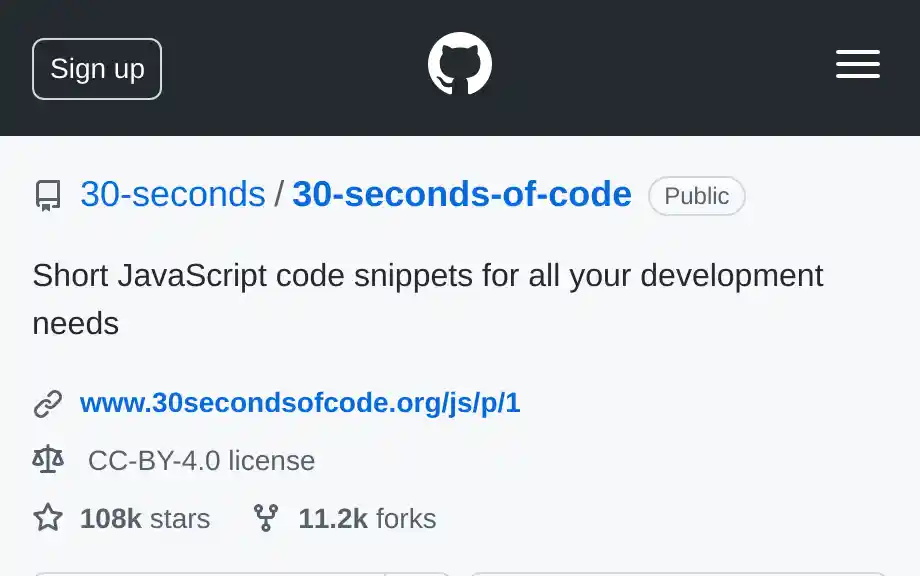 Sign up
30-seconds / 30-seconds-of-code Public
Short JavaScript code snippets for all your development
needs
www.30secondsofcode.org/js/p/1
CC-BY-4.0 license
108k stars 11.2k forks